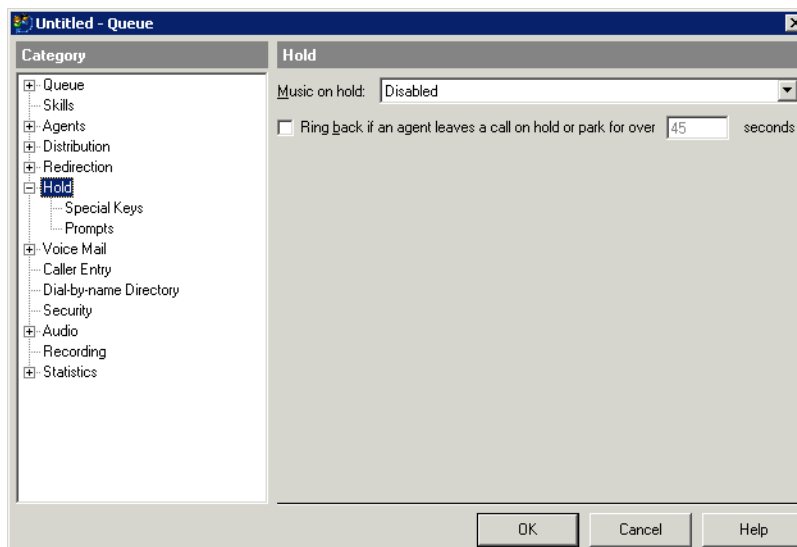 Untitled - Queue
Category
Queue
Skills
Agents
Distribution
Redirection
Hold
Special Keys
Prompts
Voice Mail
Caller Entry
Dial-by-name Directory
Security
Audio
Recording
Statistics
Hold
Music on hold: Disabled
Ring back if an agent leaves a call on hold or park for over 45 seconds
OK Cancel Help